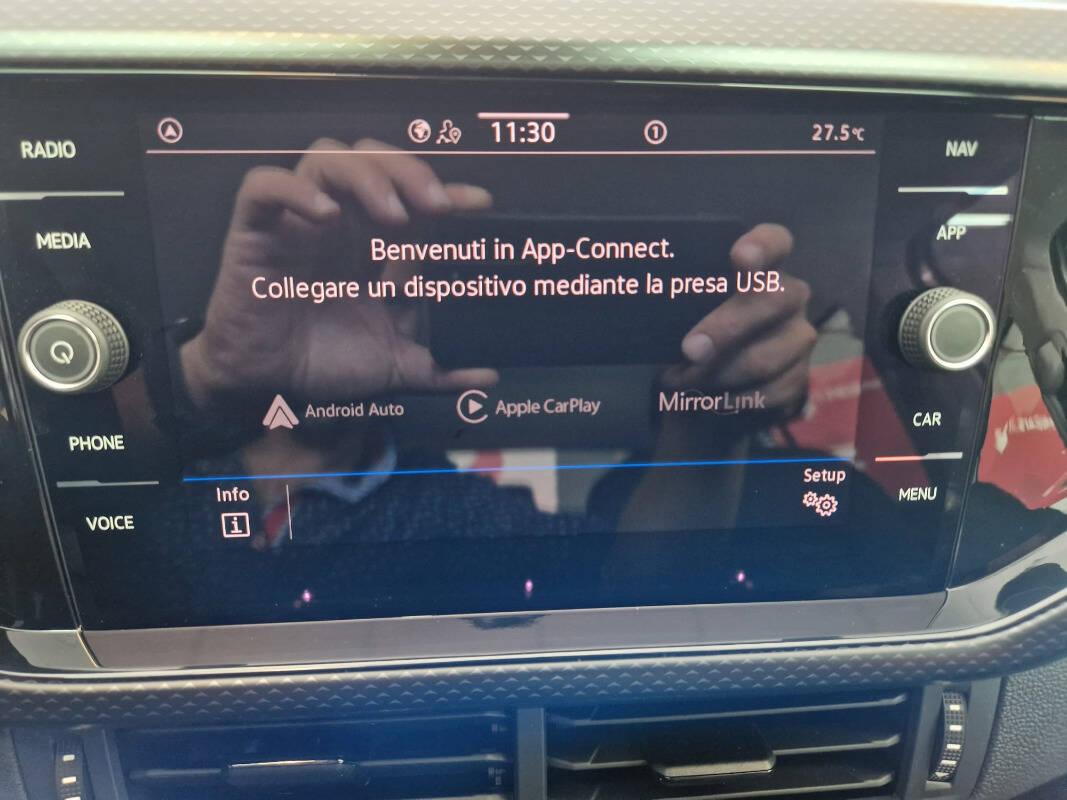 11:30
1
27.5°C
RADIO
NAV
MEDIA
APP
Benvenuti in App-Connect.
Collegare un dispositivo mediante la presa USB.
Android Auto
Apple CarPlay
MirrorLink
PHONE
CAR
Info
Setup
MENU
VOICE